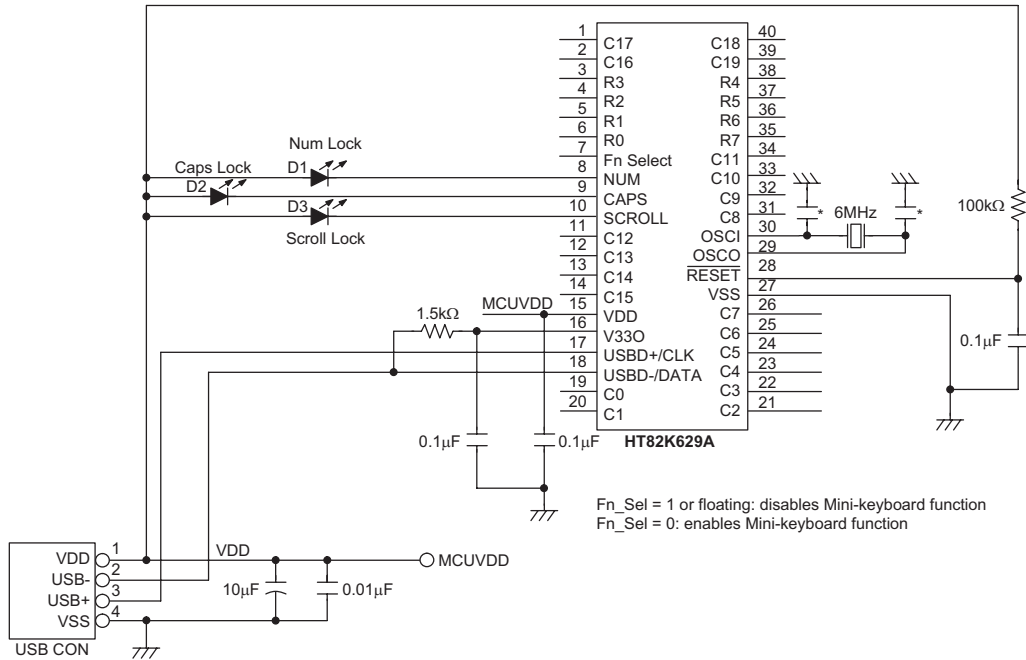 1 C17
2 C16
3 R3
4 R2
5 R1
6 R0
7 Fn Select
8 NUM
9 CAPS
10 SCROLL
11 C12
12 C13
13 C14
14 C15
15 VDD
16 V33O
17 USBD+/CLK
18 USBD-/DATA
19 C0
20 C1
C18 40
C19 39
R4 38
R5 37
R6 36
R7 35
C11 34
C10 33
C9 32
C8 31
OSCI 30
OSCO 29
RESET 28
VSS 27
C7 26
C6 25
C5 24
C4 23
C3 22
C2 21
HT82K629A
Num Lock
D1
Caps Lock
D2
D3
Scroll Lock
* 6MHz *
100kΩ
0.1μF
MCUVDD
1.5kΩ
0.1μF
0.1μF
Fn_Sel = 1 or floating: disables Mini-keyboard function
Fn_Sel = 0: enables Mini-keyboard function
VDD 1
USB- 2
USB+ 3
VSS 4
USB CON
VDD
MCUVDD
10μF
0.01μF